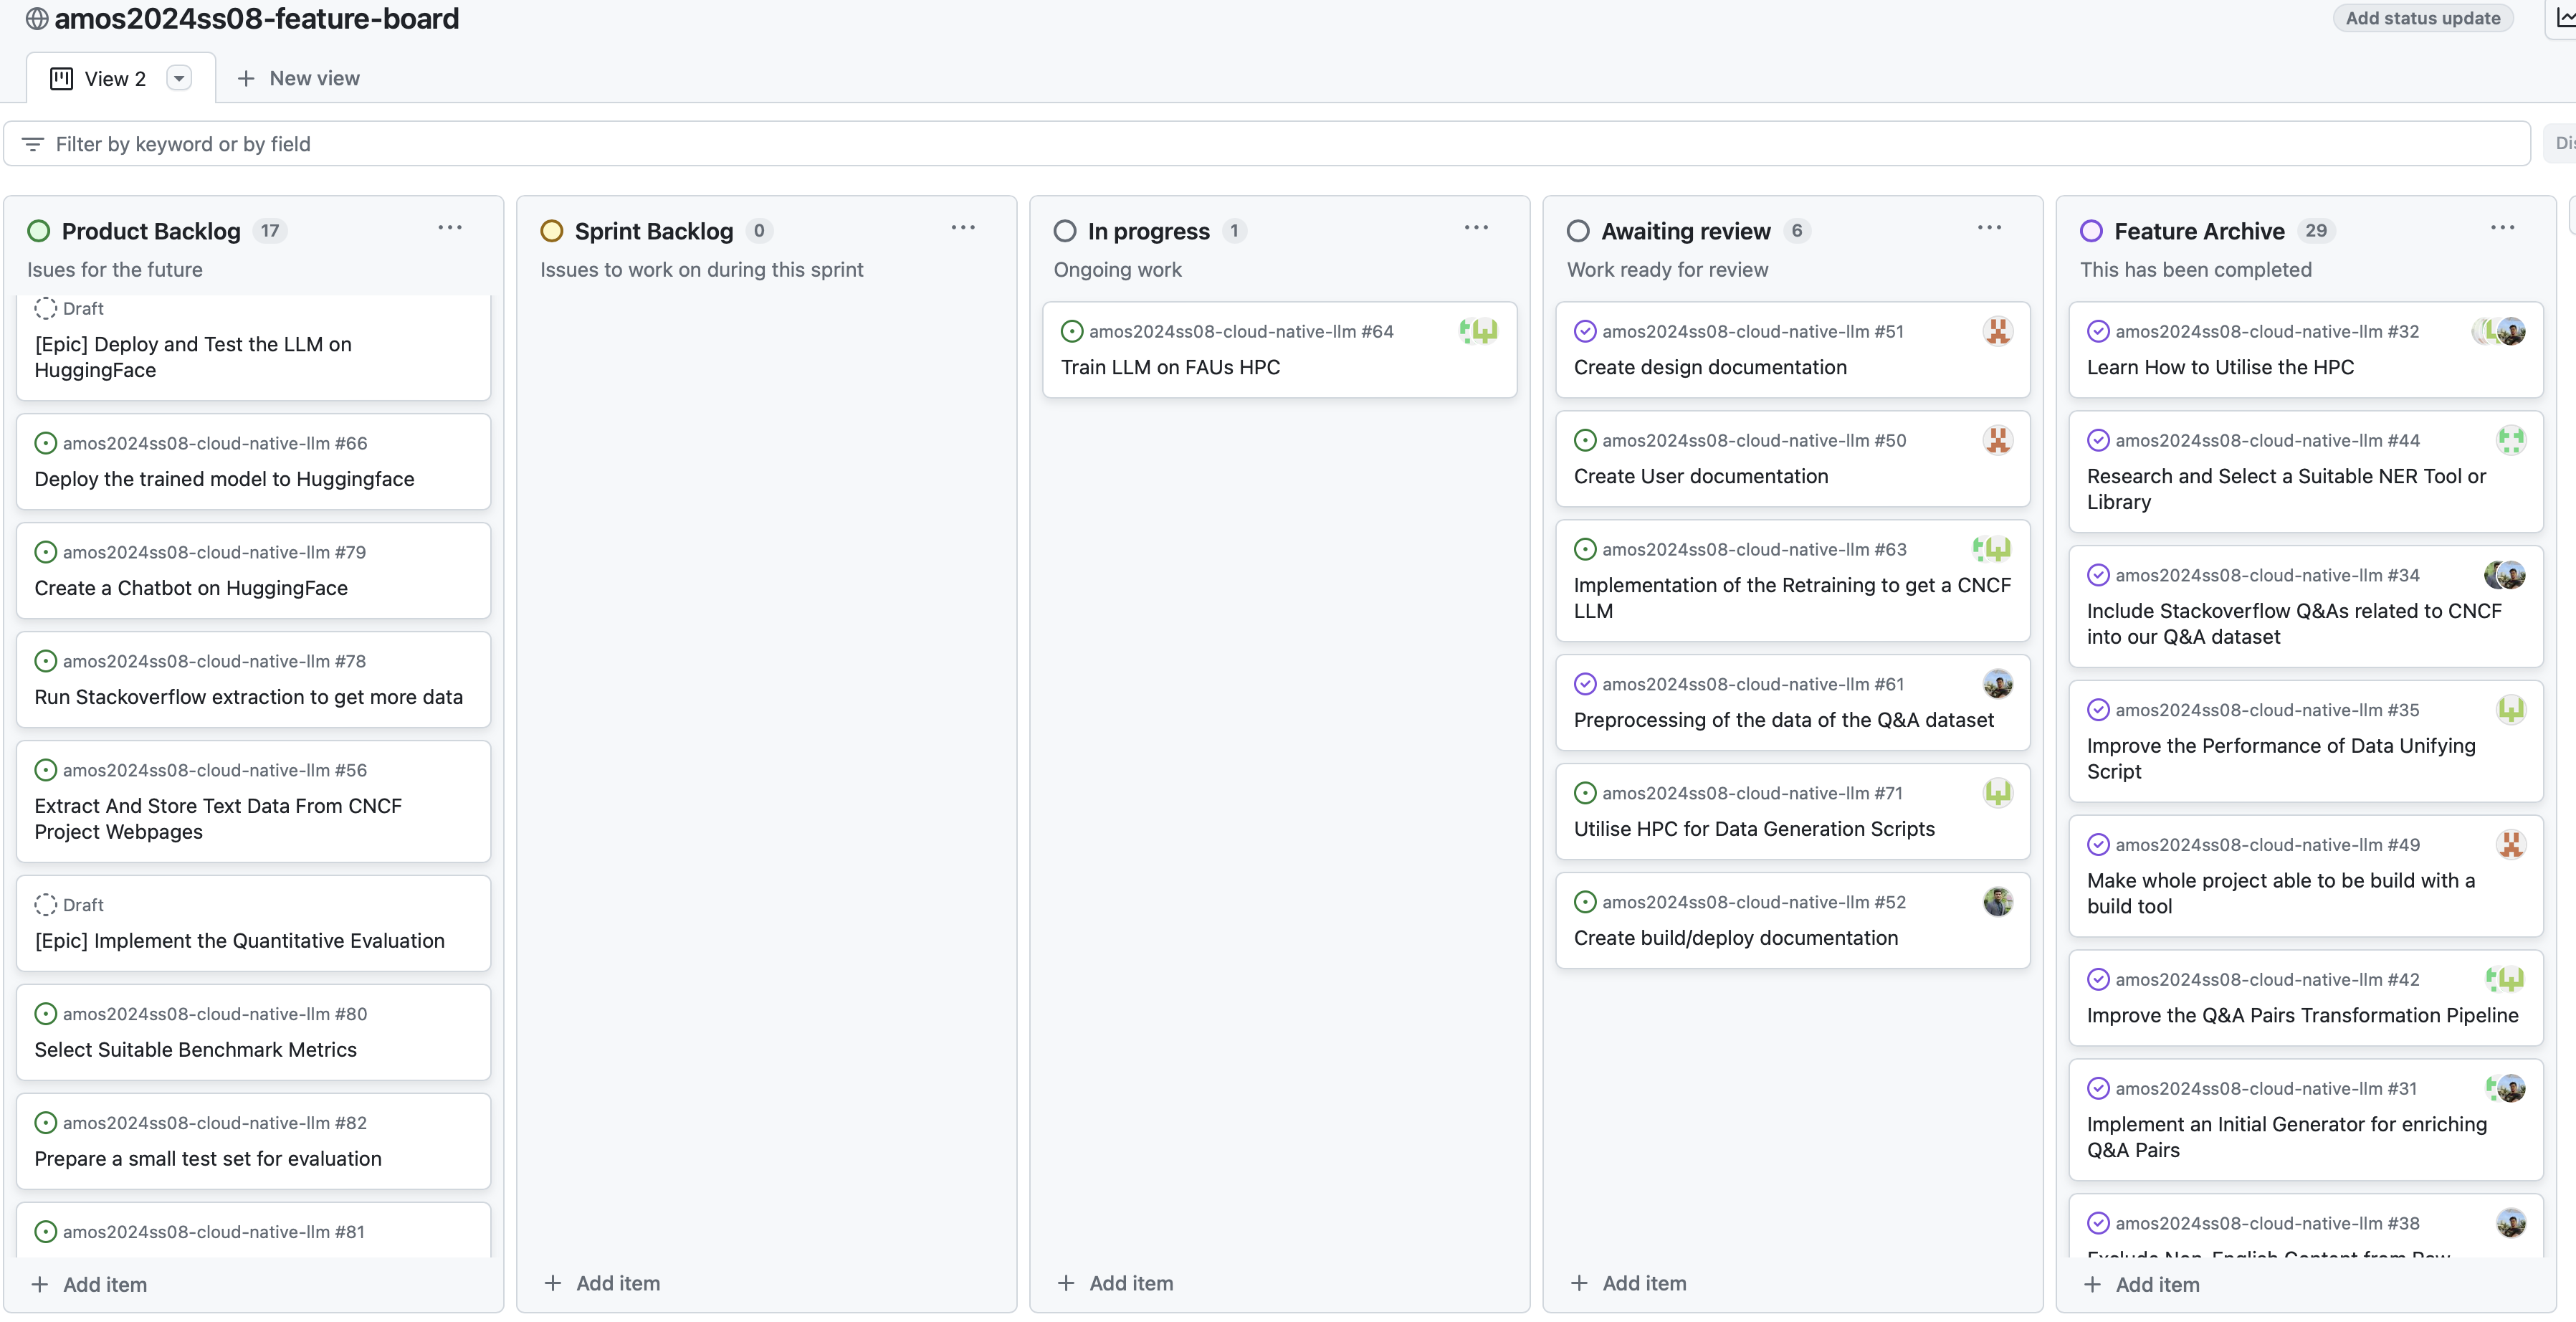 amos2024ss08-feature-board
Add status update
View 2
New view
Filter by keyword or by field
Product Backlog 17
Isues for the future
Draft
[Epic] Deploy and Test the LLM on
HuggingFace
amos2024ss08-cloud-native-llm #66
Deploy the trained model to Huggingface
amos2024ss08-cloud-native-llm #79
Create a Chatbot on HuggingFace
amos2024ss08-cloud-native-llm #78
Run Stackoverflow extraction to get more data
amos2024ss08-cloud-native-llm #56
Extract And Store Text Data From CNCF
Project Webpages
Draft
[Epic] Implement the Quantitative Evaluation
amos2024ss08-cloud-native-llm #80
Select Suitable Benchmark Metrics
amos2024ss08-cloud-native-llm #82
Prepare a small test set for evaluation
amos2024ss08-cloud-native-llm #81
+ Add item
Sprint Backlog 0
Issues to work on during this sprint
+ Add item
In progress 1
Ongoing work
amos2024ss08-cloud-native-llm #64
Train LLM on FAUs HPC
+ Add item
Awaiting review 6
Work ready for review
amos2024ss08-cloud-native-llm #51
Create design documentation
amos2024ss08-cloud-native-llm #50
Create User documentation
amos2024ss08-cloud-native-llm #63
Implementation of the Retraining to get a CNCF
LLM
amos2024ss08-cloud-native-llm #61
Preprocessing of the data of the Q&A dataset
amos2024ss08-cloud-native-llm #71
Utilise HPC for Data Generation Scripts
amos2024ss08-cloud-native-llm #52
Create build/deploy documentation
+ Add item
Feature Archive 29
This has been completed
amos2024ss08-cloud-native-llm #32
Learn How to Utilise the HPC
amos2024ss08-cloud-native-llm #44
Research and Select a Suitable NER Tool or
Library
amos2024ss08-cloud-native-llm #34
Include Stackoverflow Q&As related to CNCF
into our Q&A dataset
amos2024ss08-cloud-native-llm #35
Improve the Performance of Data Unifying
Script
amos2024ss08-cloud-native-llm #49
Make whole project able to be build with a
build tool
amos2024ss08-cloud-native-llm #42
Improve the Q&A Pairs Transformation Pipeline
amos2024ss08-cloud-native-llm #31
Implement an Initial Generator for enriching
Q&A Pairs
amos2024ss08-cloud-native-llm #38
Exclude Non-English Content from Raw
+ Add item